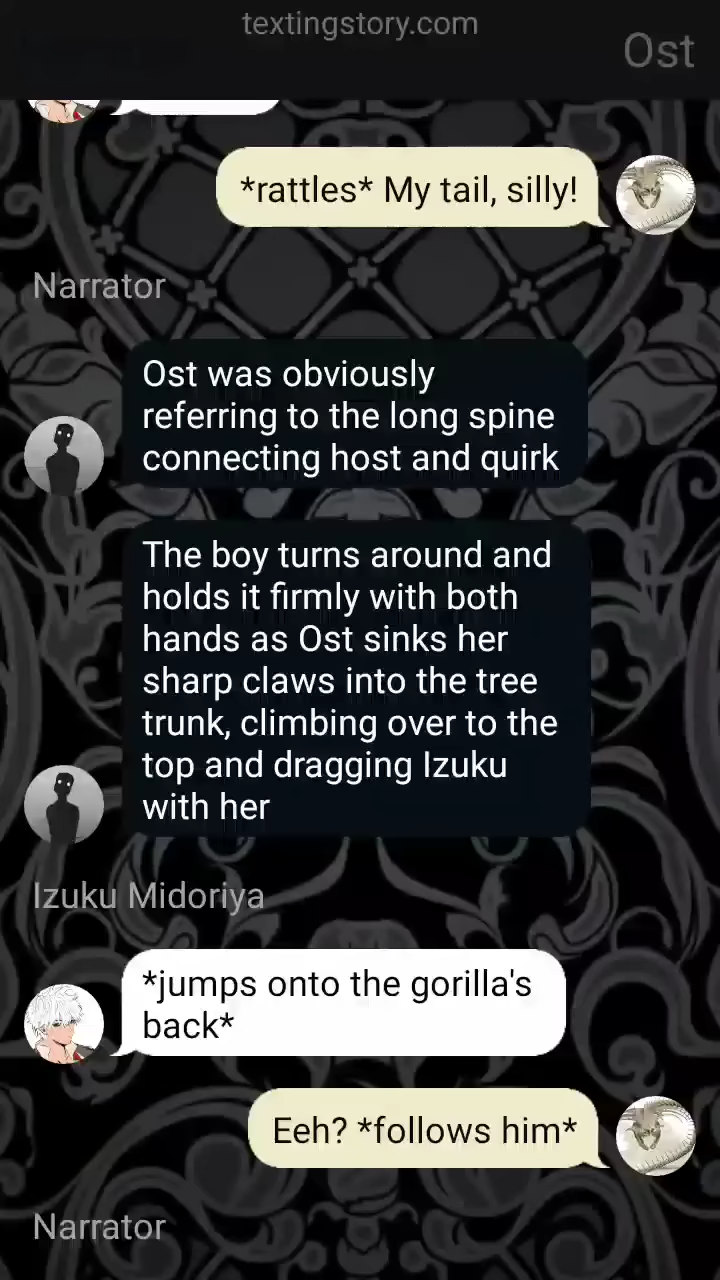 textingstory.com
Ost
*rattles* My tail, silly!
Narrator
Ost was obviously
referring to the long spine
connecting host and quirk
The boy turns around and
holds it firmly with both
hands as Ost sinks her
sharp claws into the tree
trunk, climbing over to the
top and dragging Izuku
with her
Izuku Midoriya
*jumps onto the gorilla's
back*
Eeh? *follows him*
Narrator